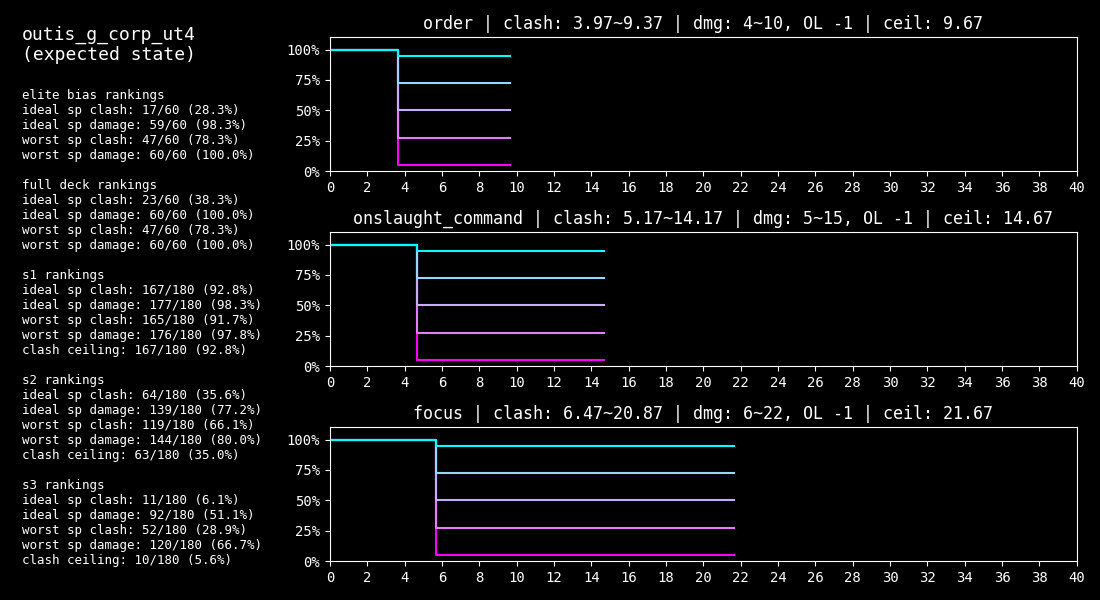 outis_g_corp_ut4
(expected state)
elite bias rankings
ideal sp clash: 17/60 (28.3%)
ideal sp damage: 59/60 (98.3%)
worst sp clash: 47/60 (78.3%)
worst sp damage: 60/60 (100.0%)
full deck rankings
ideal sp clash: 23/60 (38.3%)
ideal sp damage: 60/60 (100.0%)
worst sp clash: 47/60 (78.3%)
worst sp damage: 60/60 (100.0%)
s1 rankings
ideal sp clash: 167/180 (92.8%)
ideal sp damage: 177/180 (98.3%)
worst sp clash: 165/180 (91.7%)
worst sp damage: 176/180 (97.8%)
clash ceiling: 167/180 (92.8%)
s2 rankings
ideal sp clash: 64/180 (35.6%)
ideal sp damage: 139/180 (77.2%)
worst sp clash: 119/180 (66.1%)
worst sp damage: 144/180 (80.0%)
clash ceiling: 63/180 (35.0%)
s3 rankings
ideal sp clash: 11/180 (6.1%)
ideal sp damage: 92/180 (51.1%)
worst sp clash: 52/180 (28.9%)
worst sp damage: 120/180 (66.7%)
clash ceiling: 10/180 (5.6%)
order | clash: 3.97~9.37 | dmg: 4~10, OL -1 | ceil: 9.67
100%
75%
50%
25%
0%
0 2 4 6 8 10 12 14 16 18 20 22 24 26 28 30 32 34 36 38 40
onslaught_command | clash: 5.17~14.17 | dmg: 5~15, OL -1 | ceil: 14.67
100%
75%
50%
25%
0%
0 2 4 6 8 10 12 14 16 18 20 22 24 26 28 30 32 34 36 38 40
focus | clash: 6.47~20.87 | dmg: 6~22, OL -1 | ceil: 21.67
100%
75%
50%
25%
0%
0 2 4 6 8 10 12 14 16 18 20 22 24 26 28 30 32 34 36 38 40